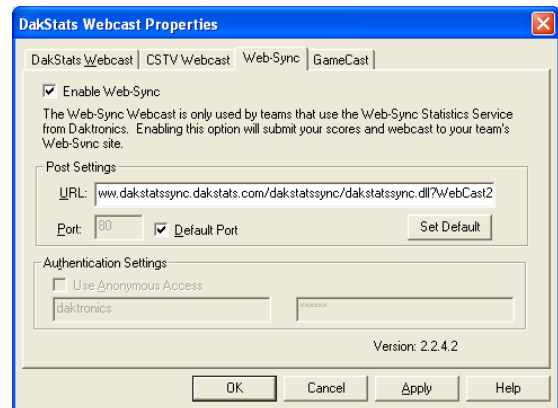 DakStats Webcast Properties
DakStats Webcast CSTV Webcast Web-Sync GameCast
Enable Web-Sync
The Web-Sync Webcast is only used by teams that use the Web-Sync Statistics Service
from Daktronics. Enabling this option will submit your scores and webcast to your team's
Web-Sync site.
Post Settings
URL: ww.dakstatssync.dakstats.com/dakstatssync/dakstatssync.dll?WebCast2
Port: 80 Default Port Set Default
Authentication Settings
Use Anonymous Access
daktronics ******
Version: 2.2.4.2
OK Cancel Apply Help